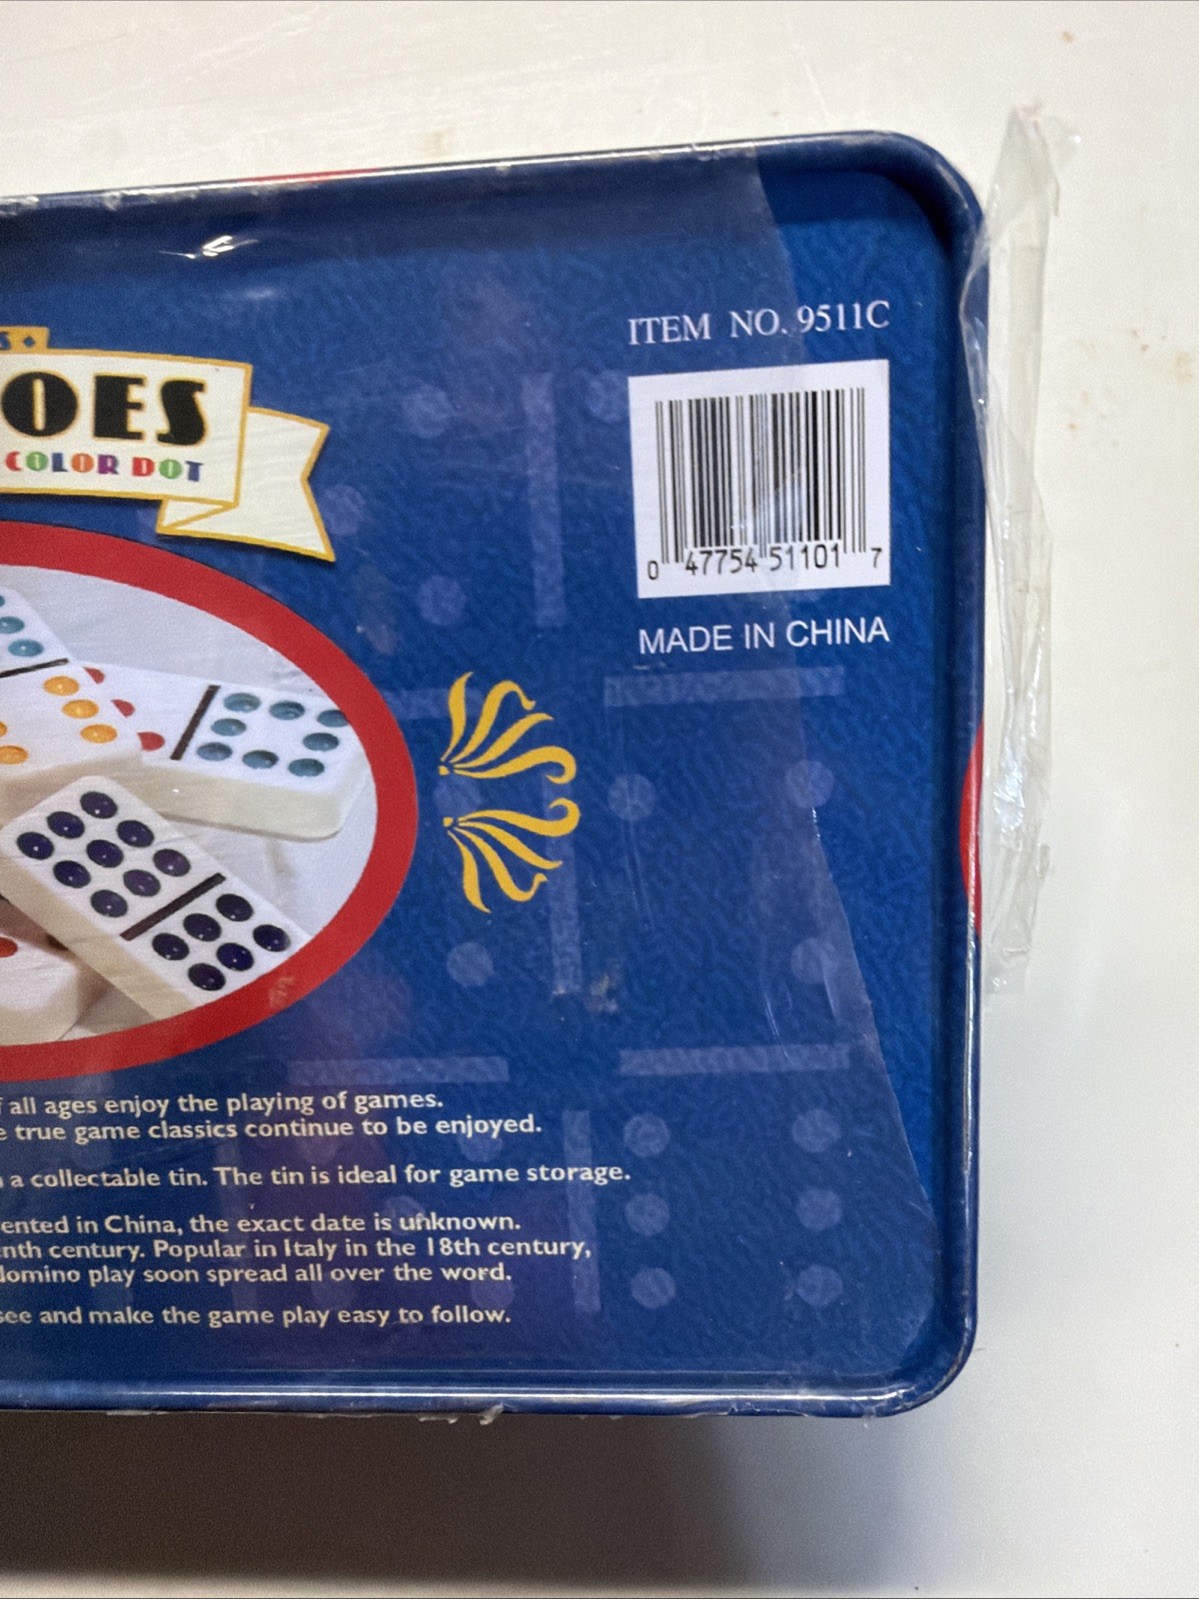 ITEM NO. 9511C
S
OES
COLOR DOT
0 47754 51101 7
MADE IN CHINA
all ages enjoy the playing of games.
e true game classics continue to be enjoyed.
a collectable tin. The tin is ideal for game storage.
ented in China, the exact date is unknown.
nth century. Popular in Italy in the 18th century,
domino play soon spread all over the word.
see and make the game play easy to follow.